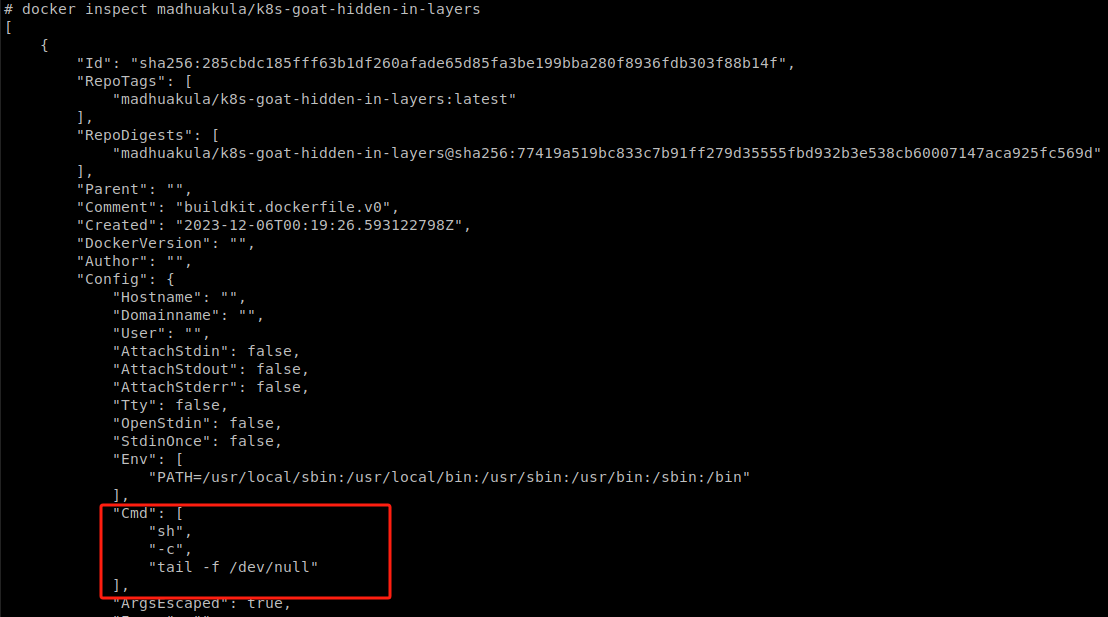 # docker inspect madhuakula/k8s-goat-hidden-in-layers
[
    {
        "Id": "sha256:285cbdc185fff63b1df260afade65d85fa3be199bba280f8936fdb303f88b14f",
        "RepoTags": [
            "madhuakula/k8s-goat-hidden-in-layers:latest"
        ],
        "RepoDigests": [
            "madhuakula/k8s-goat-hidden-in-layers@sha256:77419a519bc833c7b91ff279d35555fbd932b3e538cb60007147aca925fc569d"
        ],
        "Parent": "",
        "Comment": "buildkit.dockerfile.v0",
        "Created": "2023-12-06T00:19:26.593122798Z",
        "DockerVersion": "",
        "Author": "",
        "Config": {
            "Hostname": "",
            "Domainname": "",
            "User": "",
            "AttachStdin": false,
            "AttachStdout": false,
            "AttachStderr": false,
            "Tty": false,
            "OpenStdin": false,
            "StdinOnce": false,
            "Env": [
                "PATH=/usr/local/sbin:/usr/local/bin:/usr/sbin:/usr/bin:/sbin:/bin"
            ],
            "Cmd": [
                "sh",
                "-c",
                "tail -f /dev/null"
            ],
            "ArgsEscaped": true,